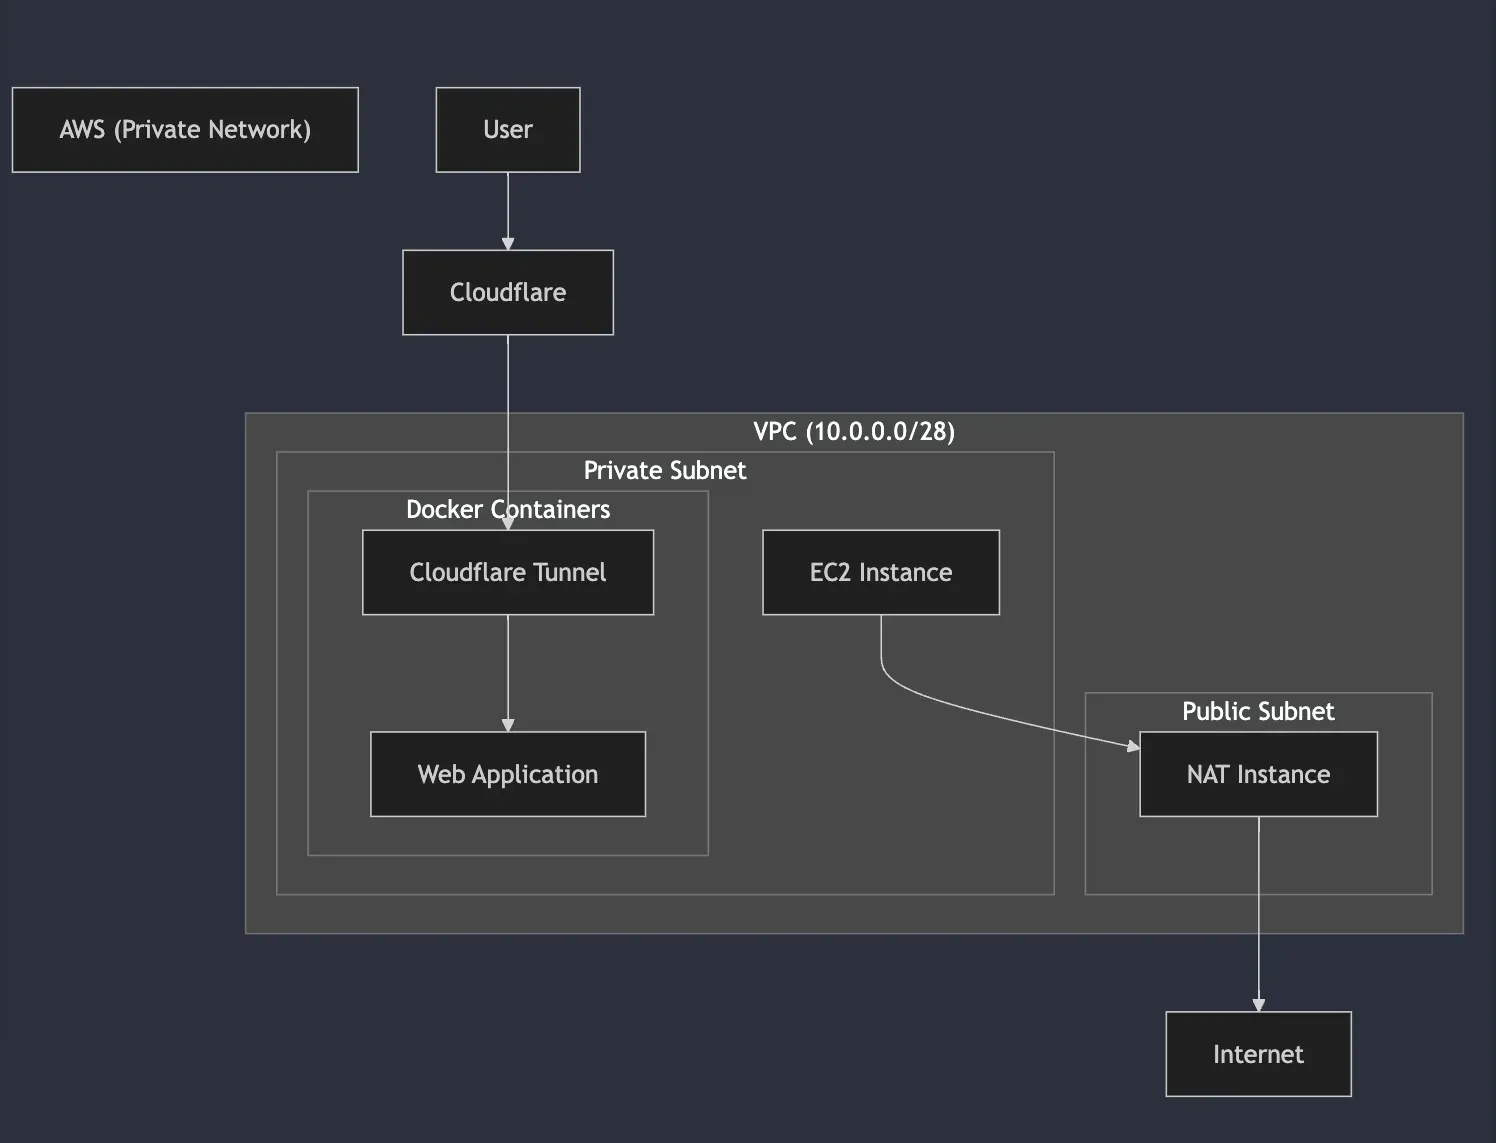 AWS (Private Network)
User
Cloudflare
VPC (10.0.0.0/28)
Private Subnet
Docker Containers
Cloudflare Tunnel
EC2 Instance
Public Subnet
Web Application
NAT Instance
Internet